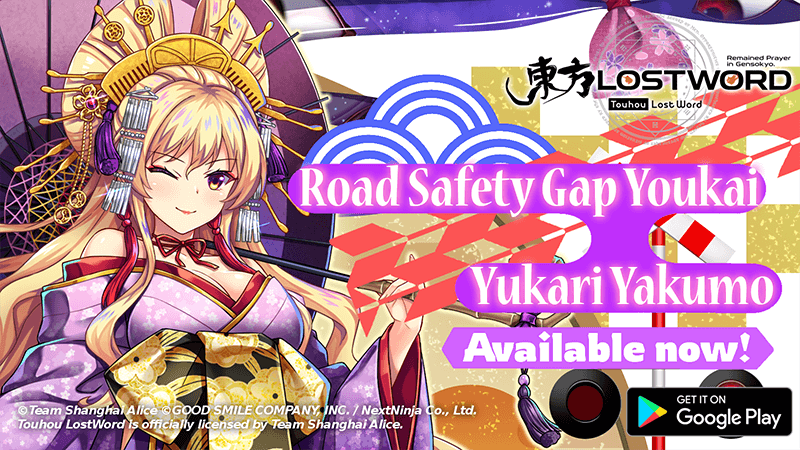 Remained Prayer
in Gensokyo.
東方LOSTWORD
Touhou LostWord
Road Safety Gap Youkai
Yukari Yakumo
Available now!
©Team Shanghai Alice ©GOOD SMILE COMPANY, INC. / NextNinja Co., Ltd.
Touhou LostWord is officially licensed by Team Shanghai Alice.
GET IT ON
Google Play